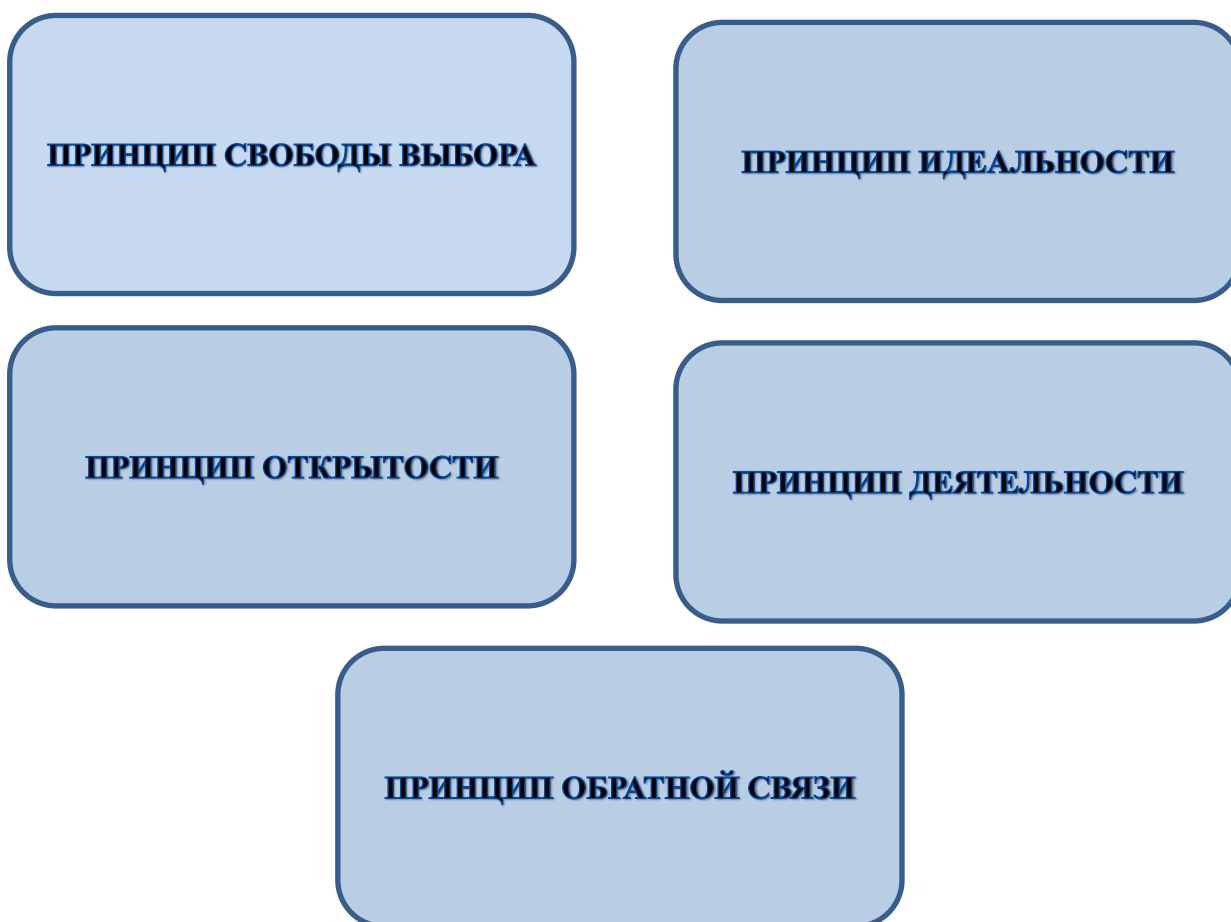 ПРИНЦИП СВОБОДЫ ВЫБОРА
ПРИНЦИП ИДЕАЛЬНОСТИ
ПРИНЦИП ОТКРЫТОСТИ
ПРИНЦИП ДЕЯТЕЛЬНОСТИ
ПРИНЦИП ОБРАТНОЙ СВЯЗИ